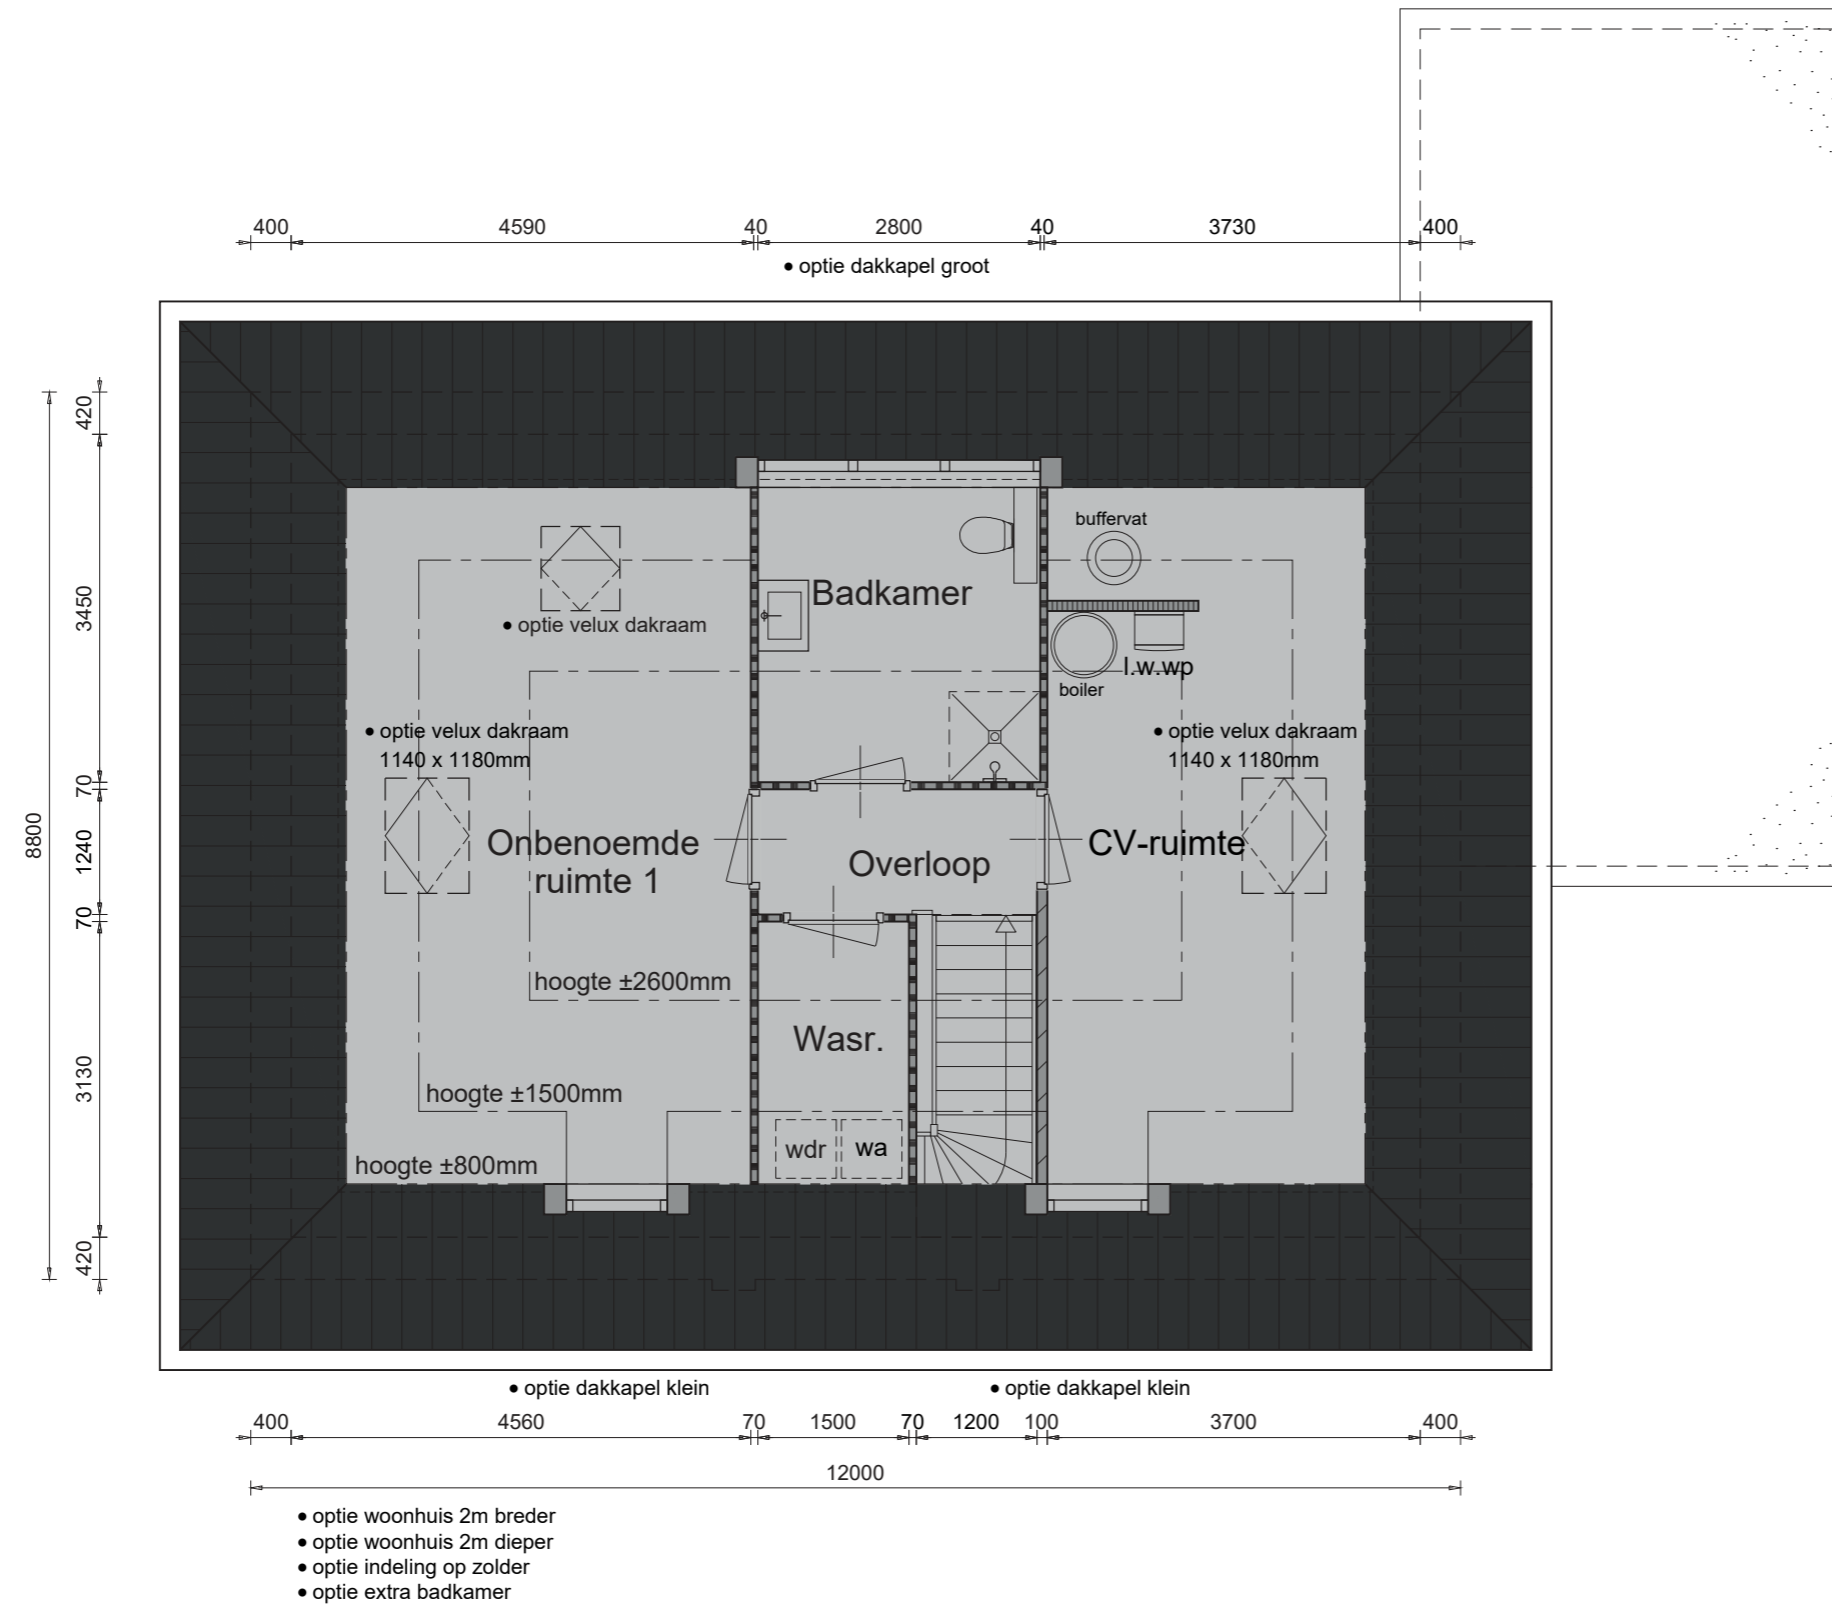 400 4590 40 2800 40 3730 400
• optie dakkapel groot
420
3450
70
1240
70
3130
420
8800
buffervat
Badkamer
• optie velux dakraam
l.w.wp
boiler
• optie velux dakraam
1140 x 1180mm
• optie velux dakraam
1140 x 1180mm
Onbenoemde
ruimte 1
Overloop
CV-ruimte
hoogte ±2600mm
Wasr.
hoogte ±1500mm
wdr
wa
hoogte ±800mm
• optie dakkapel klein
• optie dakkapel klein
400 4560 70 1500 70 1200 100 3700 400
12000
• optie woonhuis 2m breder
• optie woonhuis 2m dieper
• optie indeling op zolder
• optie extra badkamer